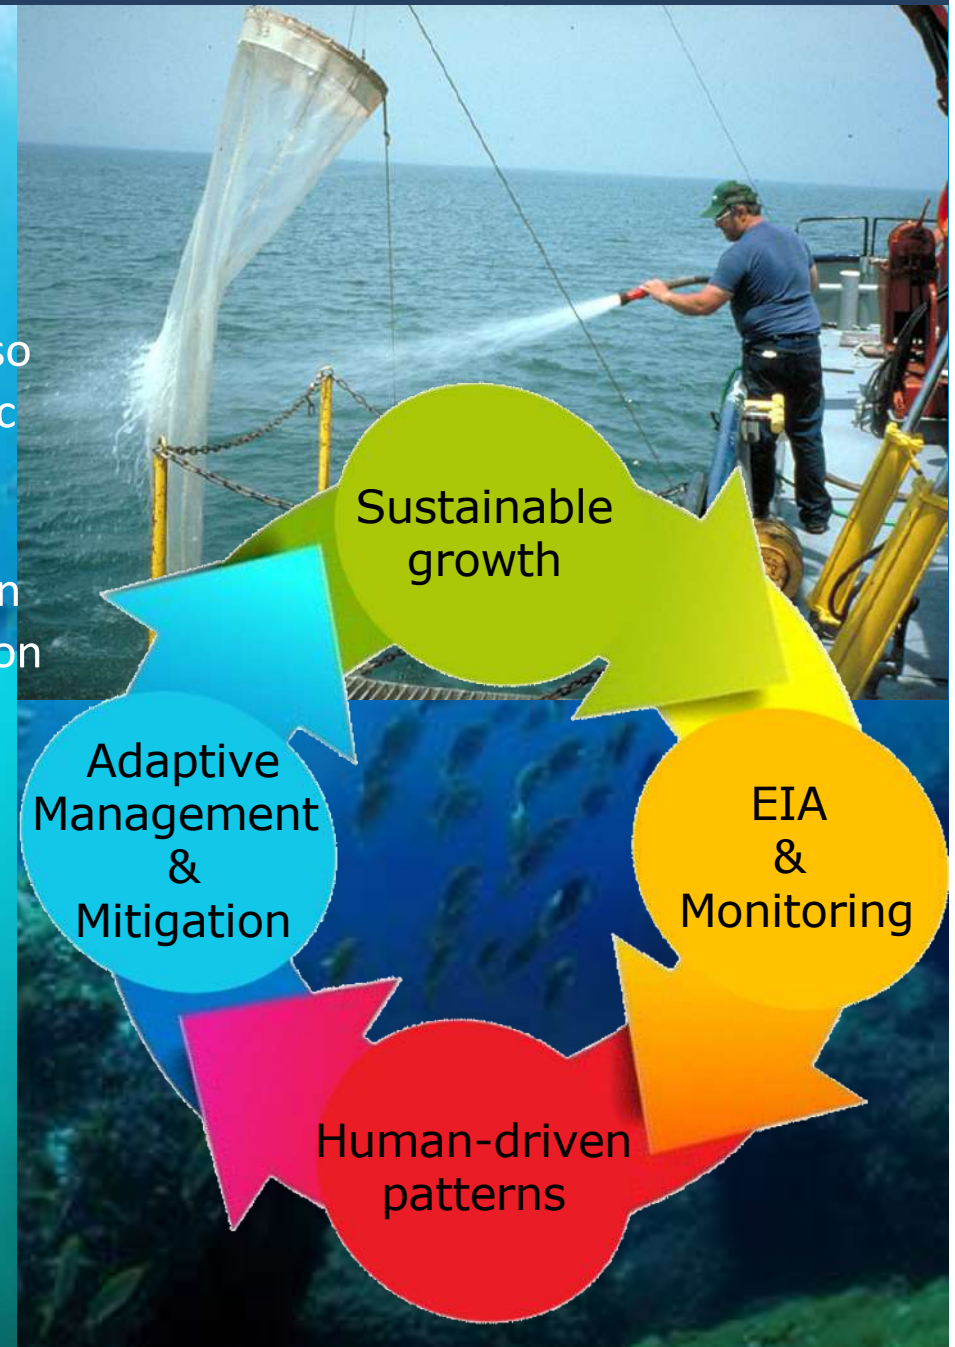 Sustainable
growth
EIA
&
Monitoring
Human-driven
patterns
Adaptive
Management
&
Mitigation